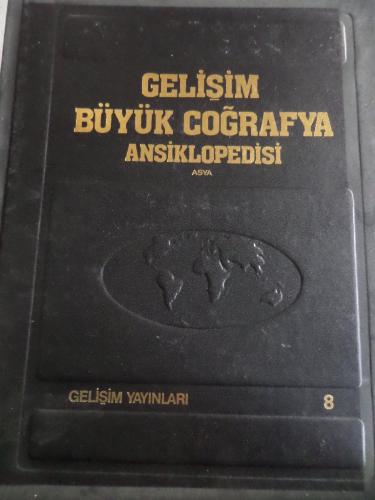 GELİŞİM
BÜYÜK COĞRAFYA
ANSİKLOPEDİSİ
ASYA
GELİŞİM YAYINLARI 8